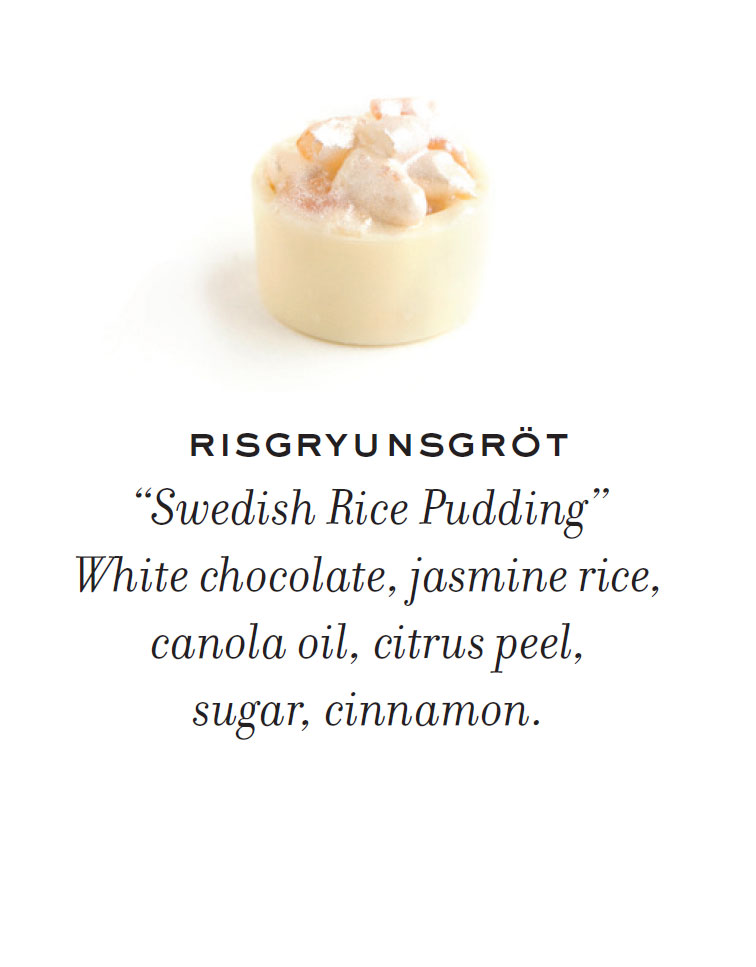 RISGRYUNSGRÖT
“Swedish Rice Pudding”
White chocolate, jasmine rice,
canola oil, citrus peel,
sugar, cinnamon.